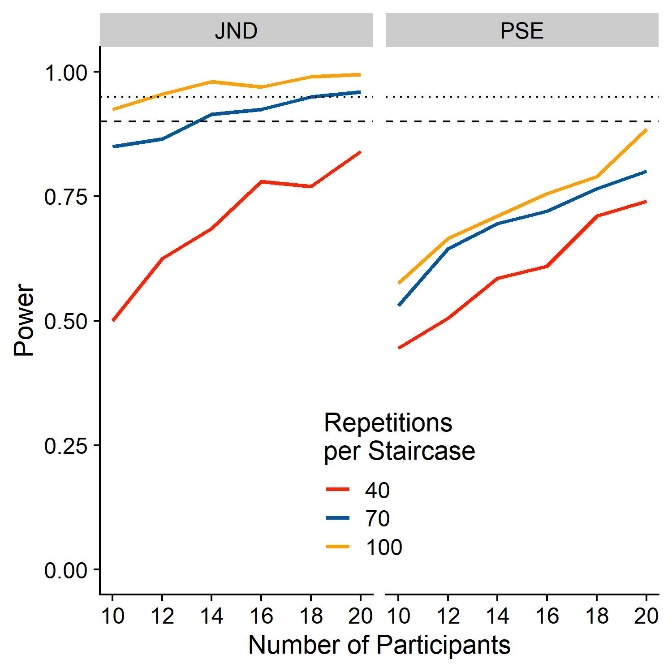 JND PSE
1.00
0.75
0.50
0.25
0.00
Power
Repetitions
per Staircase
40
70
100
10 12 14 16 18 20 10 12 14 16 18 20
Number of Participants